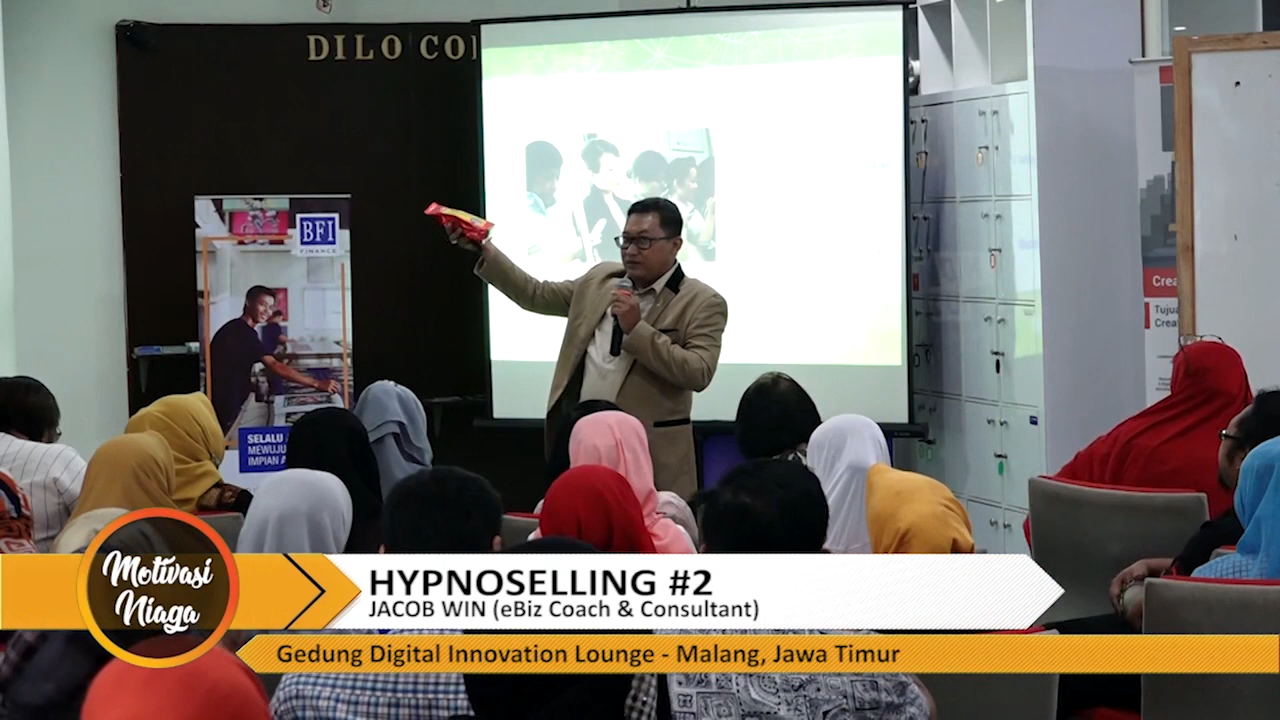 DILO CO
BFI
FINANCE
SELALU
MEWUJU
IMPIAN A
Crea
Tujua
Crea
Motivasi
Niaga
HYPNOSELLING #2
JACOB WIN (eBiz Coach & Consultant)
Gedung Digital Innovation Lounge - Malang, Jawa Timur